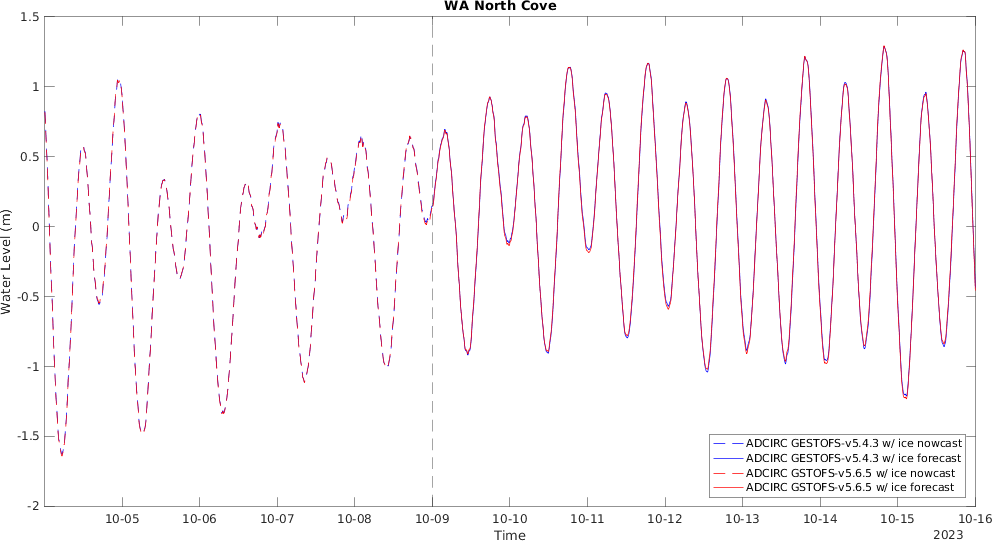 WA North Cove
1.5
1
0.5
0
-0.5
-1
-1.5
-2
Water Level (m)
ADCIRC GESTOFS-v5.4.3 w/ ice nowcast
ADCIRC GESTOFS-v5.4.3 w/ ice forecast
ADCIRC GSTOFS-v5.6.5 w/ ice nowcast
ADCIRC GSTOFS-v5.6.5 w/ ice forecast
10-05 10-06 10-07 10-08 10-09 10-10 10-11 10-12 10-13 10-14 10-15 10-16
Time
2023